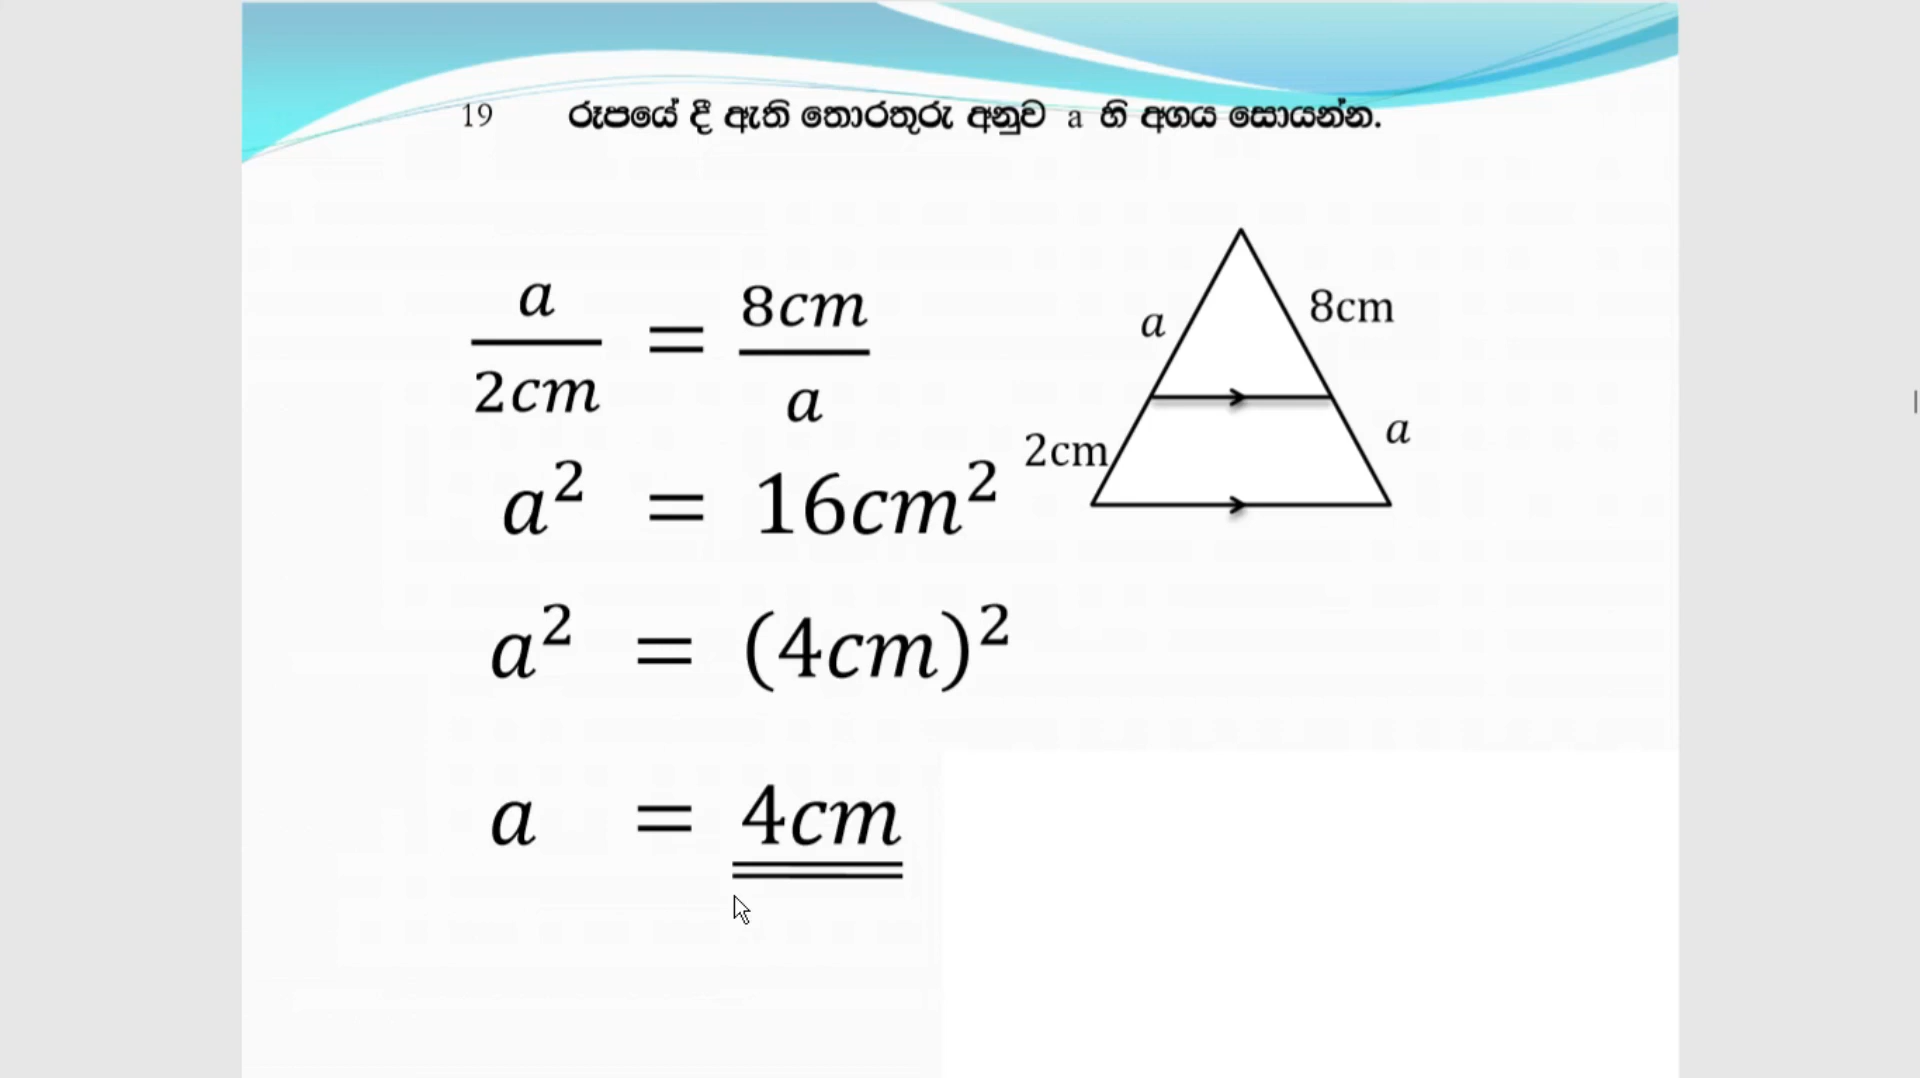 19 රූපයේ දී ඇති තොරතුරු අනුව a හි අගය සොයන්න.
a/2cm = 8cm/a
a² = 16cm²
a² = (4cm)²
a = 4cm
a
8cm
2cm
a